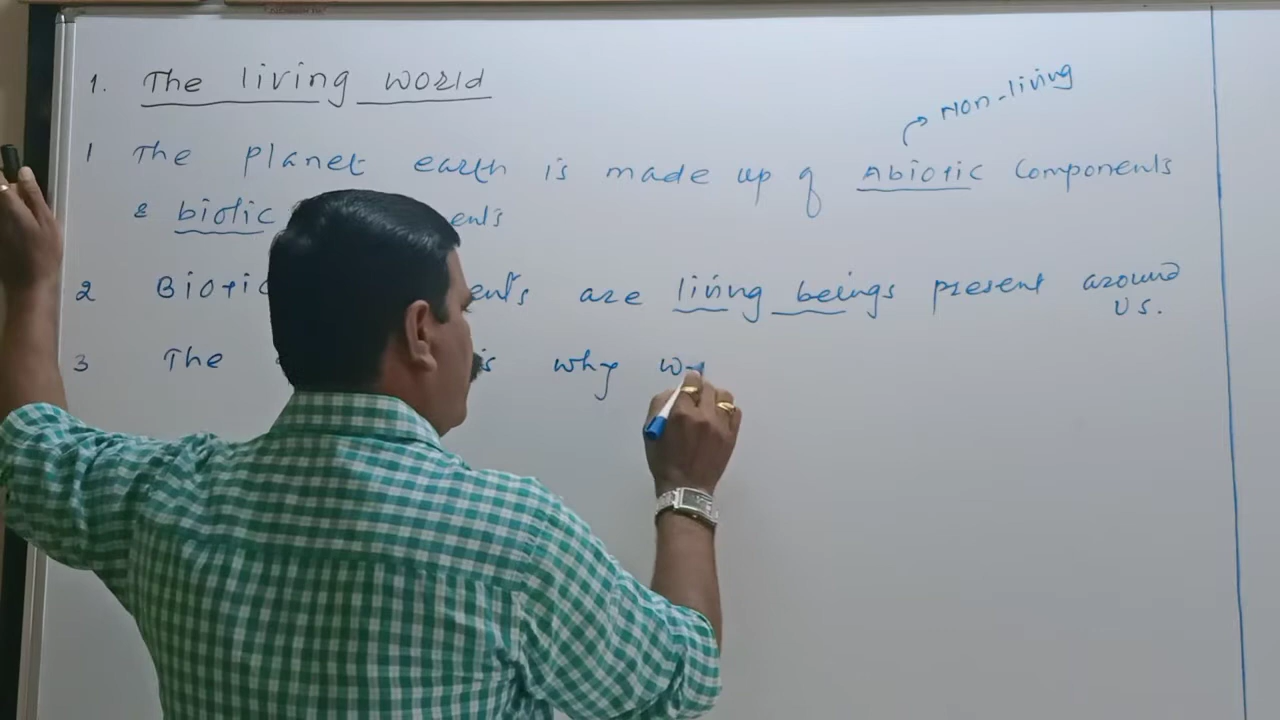 1. The living world
Non-living
1 The planet earth is made up of Abiotic Components
& biotic ents
2 Biotic ents are living beings present around
us.
3 The is why w